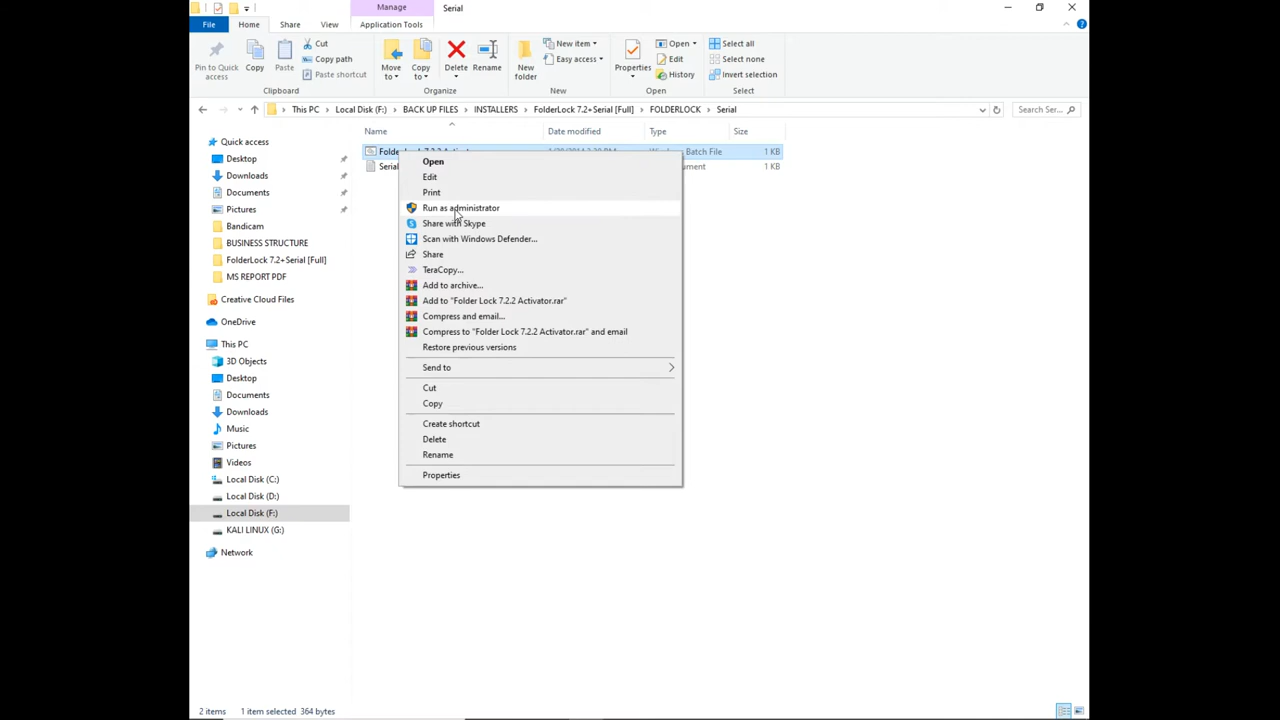 Manage
Serial
File
Home
Share
View
Application Tools
Pin to Quick access
Copy
Paste
Cut
Copy path
Paste shortcut
Clipboard
Move to
Copy to
Delete
Rename
Organize
New folder
New item
Easy access
New
Properties
Open
Edit
History
Open
Select all
Select none
Invert selection
Select
This PC
Local Disk (F:)
BACK UP FILES
INSTALLERS
FolderLock 7.2+Serial [Full]
FOLDERLOCK
Serial
Search Ser...
Name
Date modified
Type
Size
Batch File
1 KB
Serial
1 KB
Quick access
Desktop
Downloads
Documents
Pictures
Bandicam
BUSINESS STRUCTURE
FolderLock 7.2+Serial [Full]
MS REPORT PDF
Creative Cloud Files
OneDrive
This PC
3D Objects
Desktop
Documents
Downloads
Music
Pictures
Videos
Local Disk (C:)
Local Disk (D:)
Local Disk (F:)
KALI LINUX (G:)
Network
Open
Edit
Print
Run as administrator
Share with Skype
Scan with Windows Defender...
Share
TeraCopy...
Add to archive...
Add to "Folder Lock 7.2.2 Activator.rar"
Compress and email...
Compress to "Folder Lock 7.2.2 Activator.rar" and email
Restore previous versions
Send to
Cut
Copy
Create shortcut
Delete
Rename
Properties
2 items
1 item selected 364 bytes